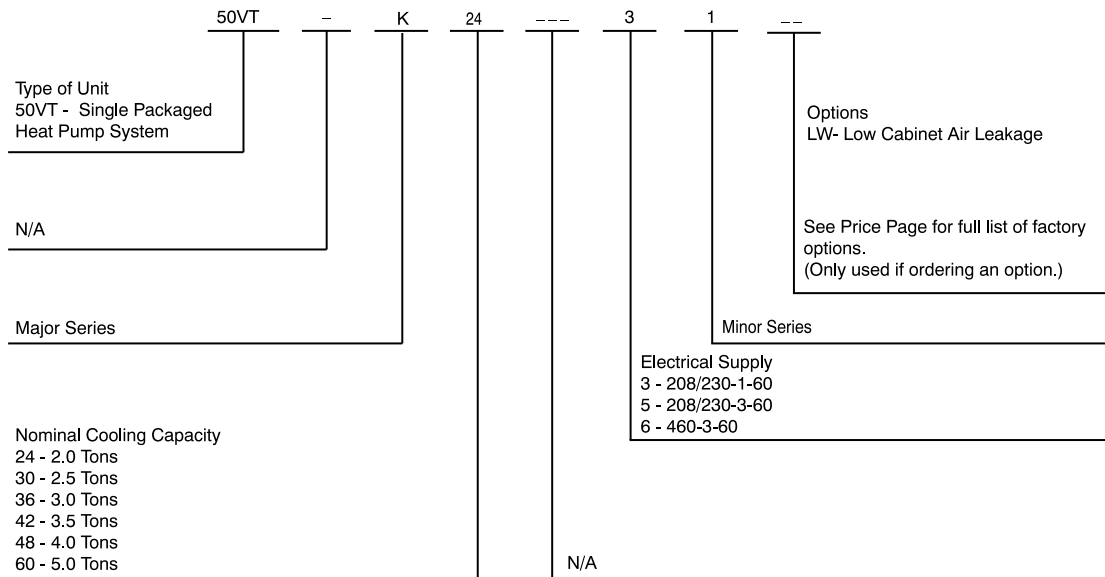 50VT – K 24 --- 3 1 --
Type of Unit
50VT - Single Packaged
Heat Pump System
Options
LW- Low Cabinet Air Leakage
N/A
See Price Page for full list of factory
options.
(Only used if ordering an option.)
Major Series
Minor Series
Electrical Supply
3 - 208/230-1-60
5 - 208/230-3-60
6 - 460-3-60
Nominal Cooling Capacity
24 - 2.0 Tons
30 - 2.5 Tons
36 - 3.0 Tons
42 - 3.5 Tons
48 - 4.0 Tons
60 - 5.0 Tons
N/A